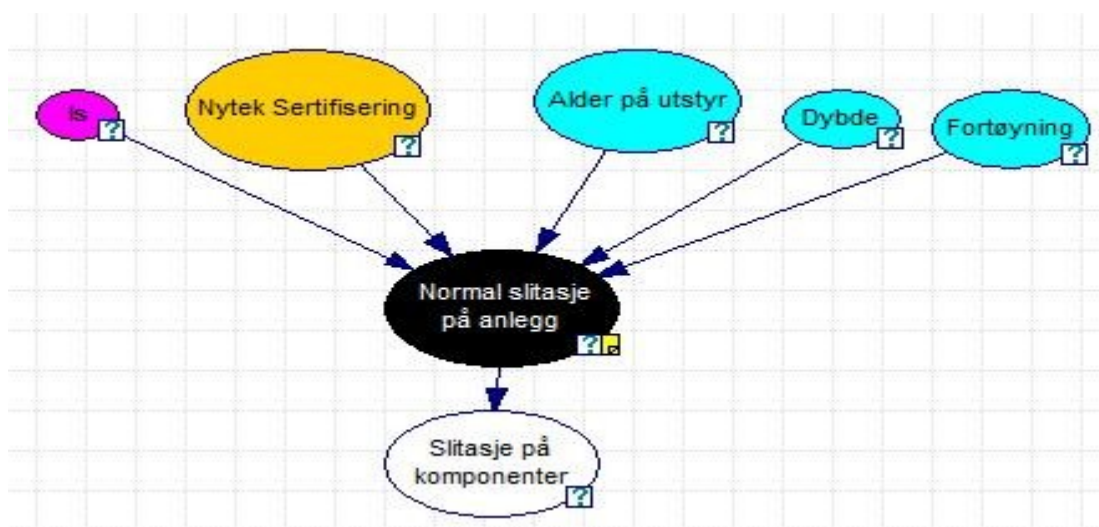 Is
Nytek Sertifisering
Alder på utstyr
Dybde
Fortøyning
?
?
?
?
?
Normal slitasje
på anlegg
?
Slitasje på
komponenter
?